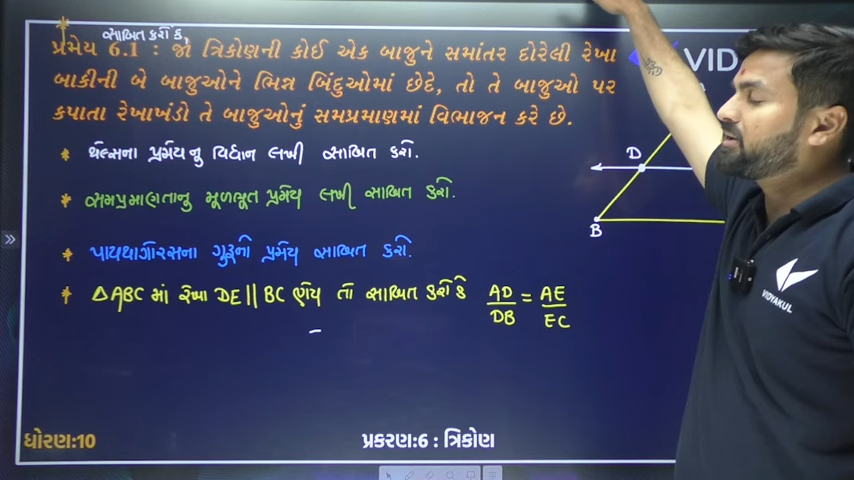 સાબિત કરો કે,
પ્રમેય 6.1 : જો ત્રિકોણની કોઈ એક બાજુને સમાંતર દોરેલી રેખા
બાકીની બે બાજુઓને ભિન્ન બિંદુઓમાં છેદે, તો તે બાજુઓ પર
કપાતા રેખાખંડો તે બાજુઓનું સમપ્રમાણમાં વિભાજન કરે છે.
VID
* થેલ્સના પ્રમેય નુ વિધાન લખી સાબિત કરો.
D
* સમપ્રમાણતાનુ મૂળભૂત પ્રમેય લખી સાબિત કરો.
B
* પાયથાગોરસના ગુરૂનો પ્રમેય સાબિત કરો.
* △ABC માં રેખા DE || BC હોય તો સાબિત કરો કે AD/DB = AE/EC
VIDYAKUL
ધોરણ:10
પ્રકરણ:6 : ત્રિકોણ